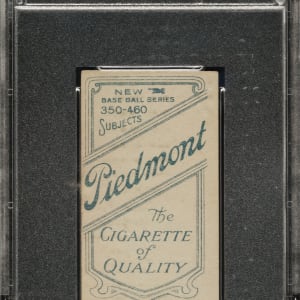 NEW
BASE BALL SERIES
350-460
SUBJECTS
Piedmont
The
CIGARETTE
of
QUALITY